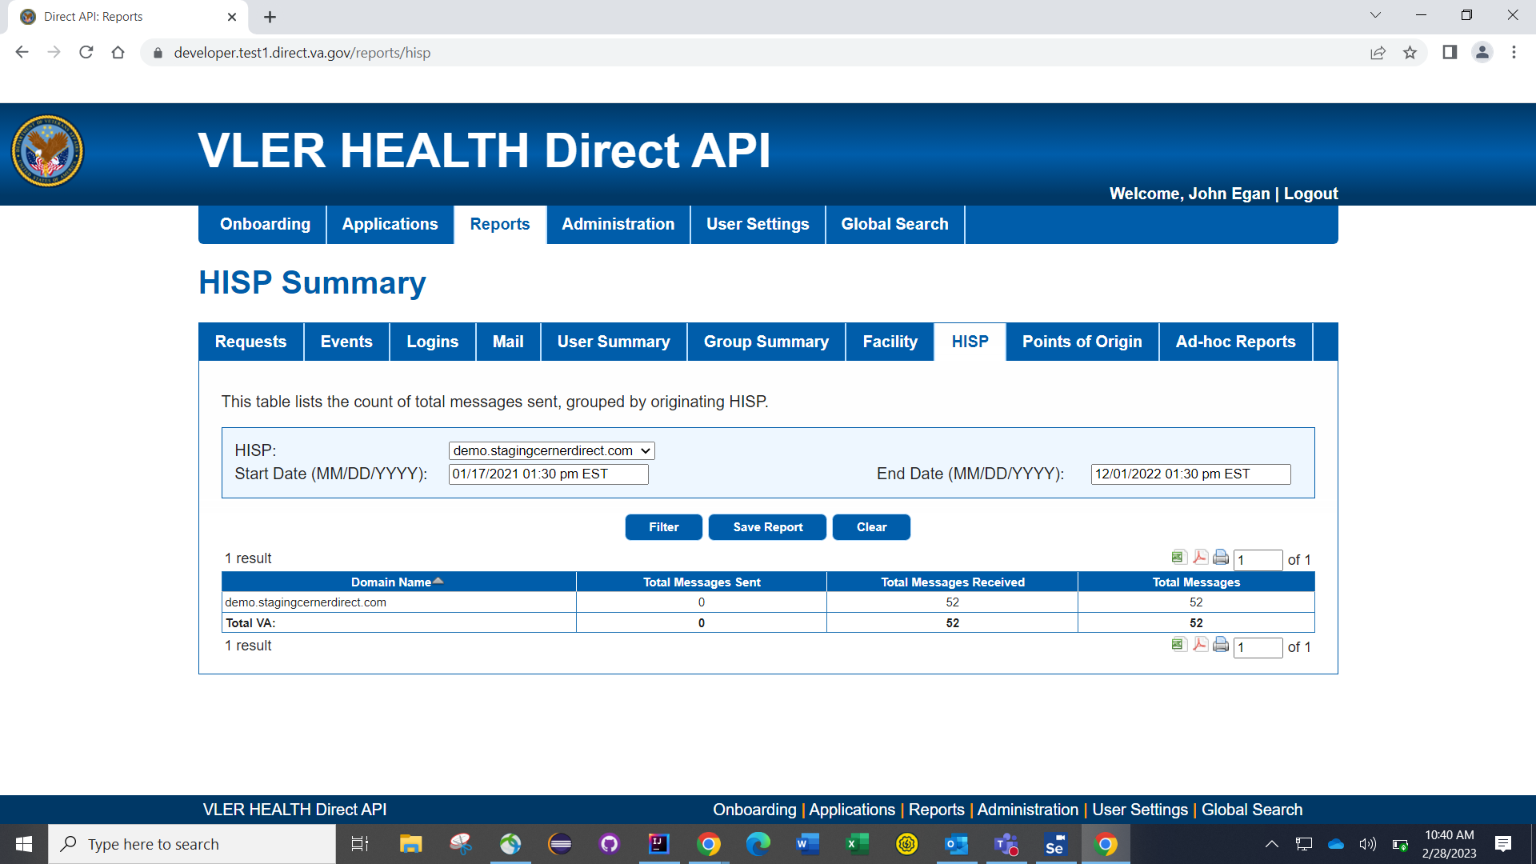 Direct API: Reports
developer.test1.direct.va.gov/reports/hisp
VLER HEALTH Direct API
Welcome, John Egan | Logout
Onboarding Applications Reports Administration User Settings Global Search
HISP Summary
Requests Events Logins Mail User Summary Group Summary Facility HISP Points of Origin Ad-hoc Reports
This table lists the count of total messages sent, grouped by originating HISP.
HISP: demo.stagingcernerdirect.com
Start Date (MM/DD/YYYY): 01/17/2021 01:30 pm EST End Date (MM/DD/YYYY): 12/01/2022 01:30 pm EST
Filter Save Report Clear
1 result 1 of 1
Domain Name Total Messages Sent Total Messages Received Total Messages
demo.stagingcernerdirect.com 0 52 52
Total VA: 0 52 52
1 result 1 of 1
VLER HEALTH Direct API Onboarding | Applications | Reports | Administration | User Settings | Global Search
Type here to search
10:40 AM
2/28/2023